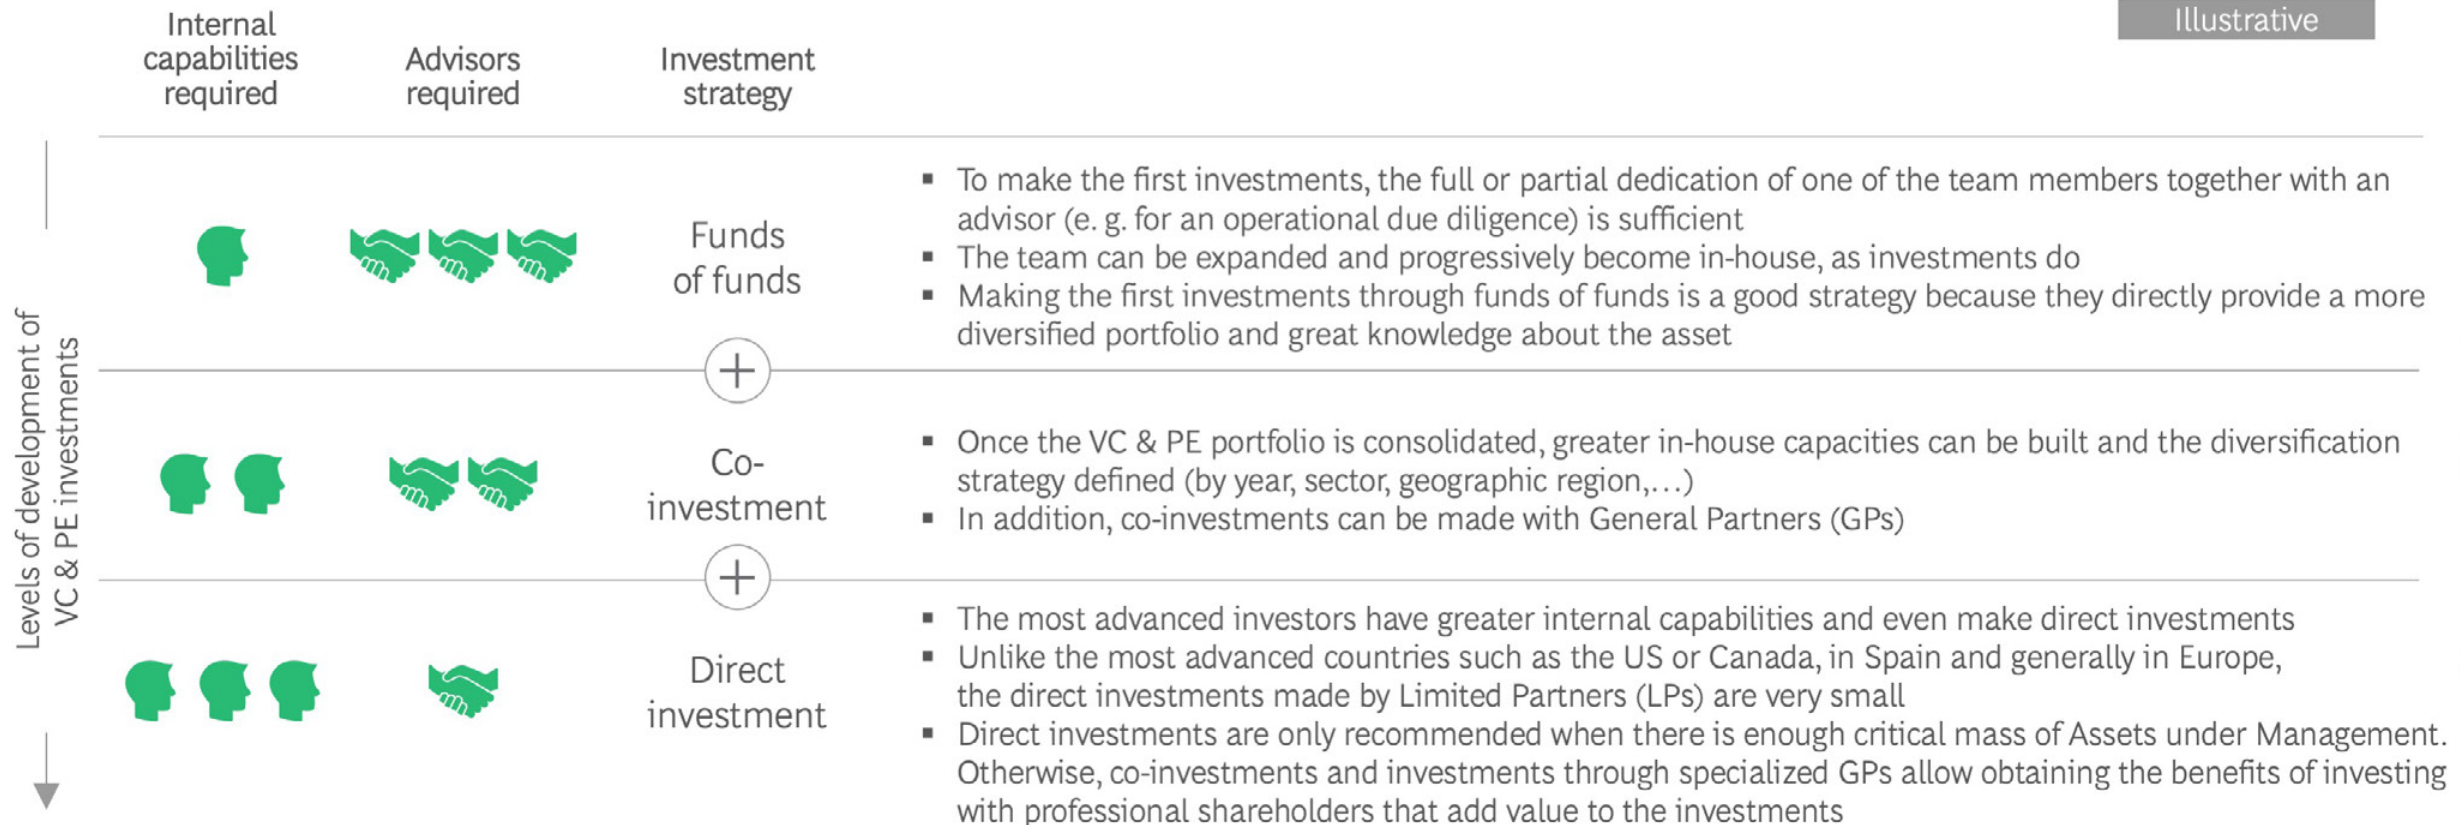 Internal
capabilities
required
Advisors
required
Investment
strategy
Illustrative
Levels of development of
VC & PE investments
Funds
of funds
▪ To make the first investments, the full or partial dedication of one of the team members together with an
advisor (e. g. for an operational due diligence) is sufficient
▪ The team can be expanded and progressively become in-house, as investments do
▪ Making the first investments through funds of funds is a good strategy because they directly provide a more
diversified portfolio and great knowledge about the asset
+
Co-
investment
▪ Once the VC & PE portfolio is consolidated, greater in-house capacities can be built and the diversification
strategy defined (by year, sector, geographic region,…)
▪ In addition, co-investments can be made with General Partners (GPs)
+
Direct
investment
▪ The most advanced investors have greater internal capabilities and even make direct investments
▪ Unlike the most advanced countries such as the US or Canada, in Spain and generally in Europe,
the direct investments made by Limited Partners (LPs) are very small
▪ Direct investments are only recommended when there is enough critical mass of Assets under Management.
Otherwise, co-investments and investments through specialized GPs allow obtaining the benefits of investing
with professional shareholders that add value to the investments